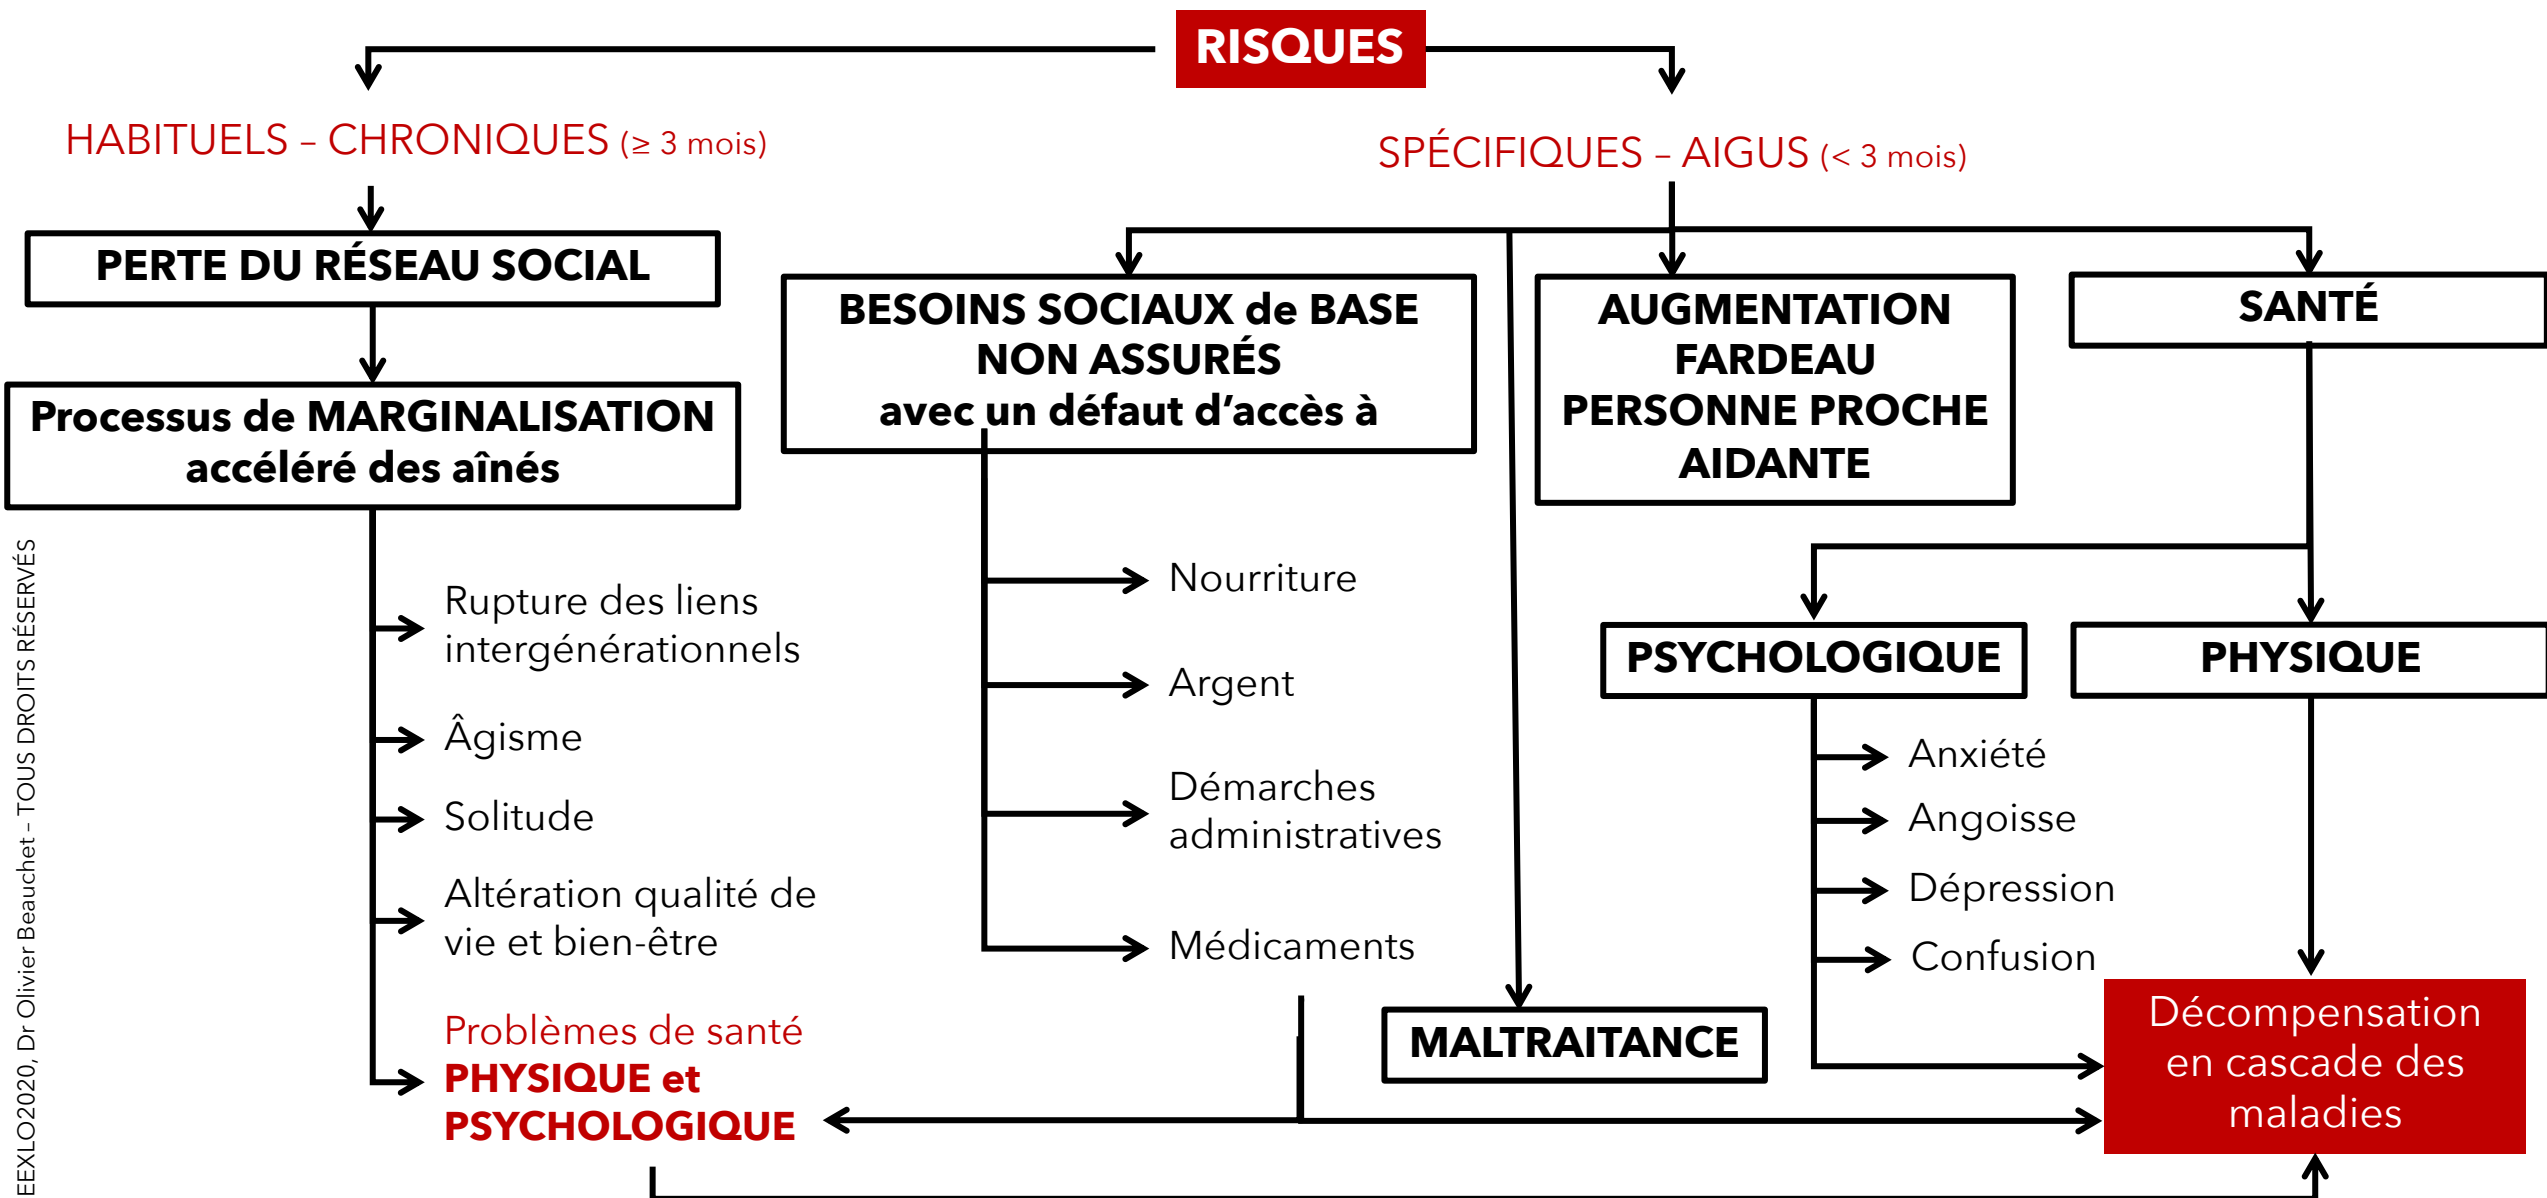 RISQUES
HABITUELS – CHRONIQUES (≥ 3 mois)
SPÉCIFIQUES – AIGUS (< 3 mois)
PERTE DU RÉSEAU SOCIAL
Processus de MARGINALISATION
accéléré des aînés
Rupture des liens
intergénérationnels
Âgisme
Solitude
Altération qualité de
vie et bien-être
Problèmes de santé
PHYSIQUE et
PSYCHOLOGIQUE
BESOINS SOCIAUX de BASE
NON ASSURÉS
avec un défaut d’accès à
Nourriture
Argent
Démarches
administratives
Médicaments
MALTRAITANCE
AUGMENTATION
FARDEAU
PERSONNE PROCHE
AIDANTE
SANTÉ
PSYCHOLOGIQUE
Anxiété
Angoisse
Dépression
Confusion
PHYSIQUE
Décompensation
en cascade des
maladies
EEXLO2020, Dr Olivier Beauchet – TOUS DROITS RÉSERVÉS